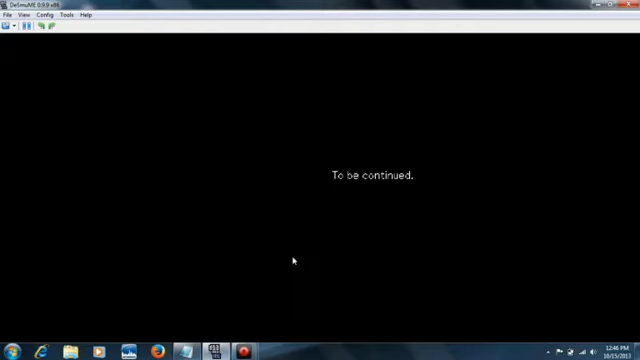 DeSmuME 0.9.9 x86
File View Config Tools Help
To be continued.
12:46 PM
10/15/2013